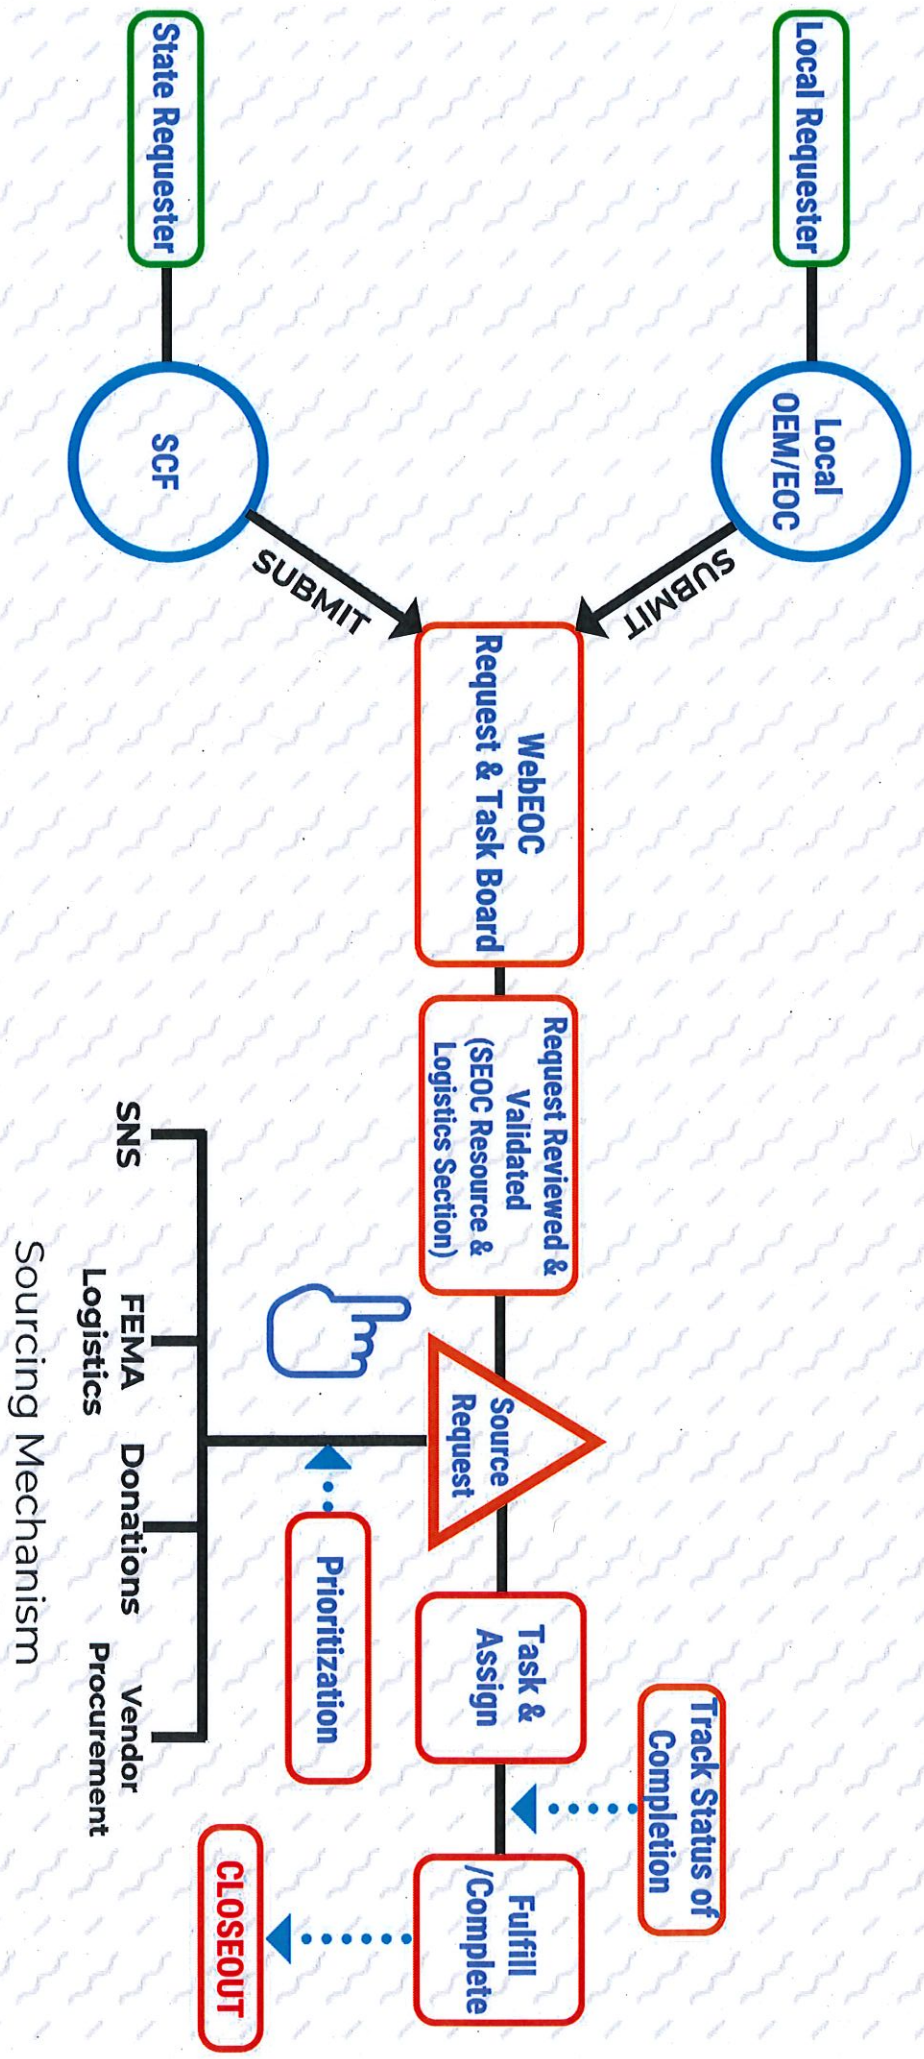 Local Requester
Local
OEM/EOC
SUBMIT
State Requester
SCF
SUBMIT
WebEOC
Request & Task Board
Request Reviewed &
Validated
(SEOC Resource &
Logistics Section)
Source
Request
Prioritization
SNS
FEMA
Logistics
Donations
Vendor
Procurement
Sourcing Mechanism
Task &
Assign
Track Status of
Completion
Fulfill
/Complete
CLOSEOUT